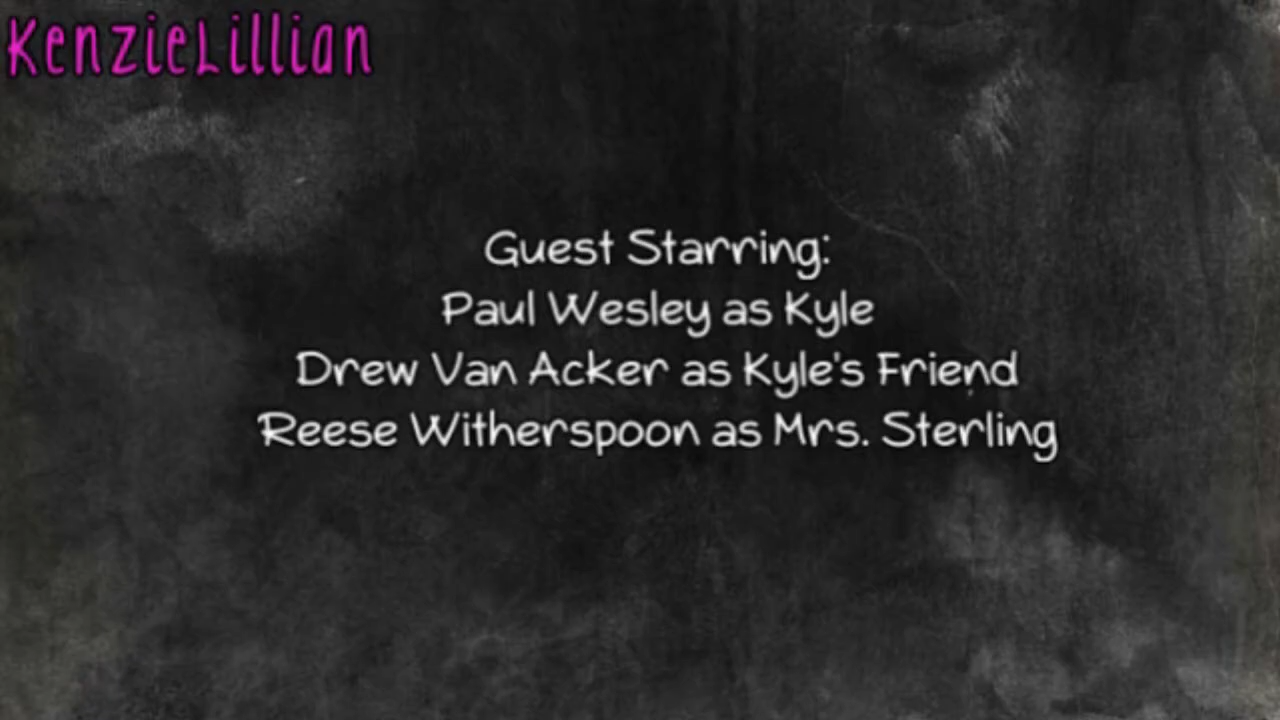 KenzieLillian
Guest Starring:
Paul Wesley as Kyle
Drew Van Acker as Kyle's Friend
Reese Witherspoon as Mrs. Sterling